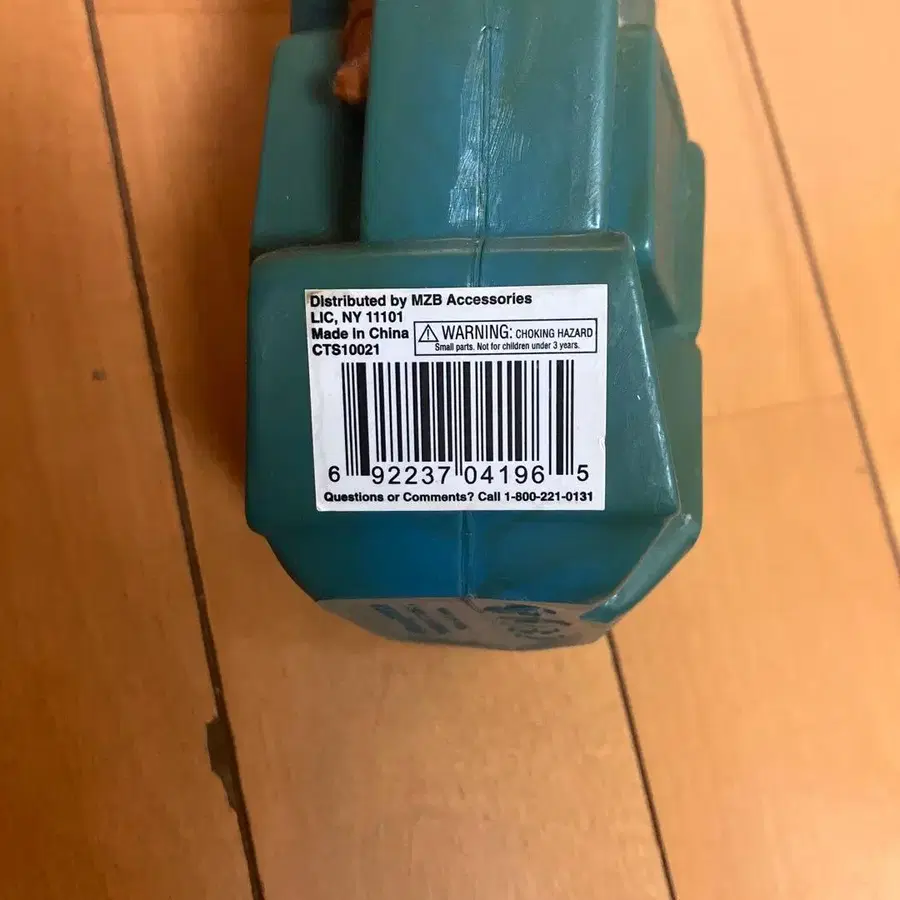 Distributed by MZB Accessories
LIC, NY 11101
Made in China
CTS10021
WARNING: CHOKING HAZARD
Small parts. Not for children under 3 years.
6 92237 04196 5
Questions or Comments? Call 1-800-221-0131